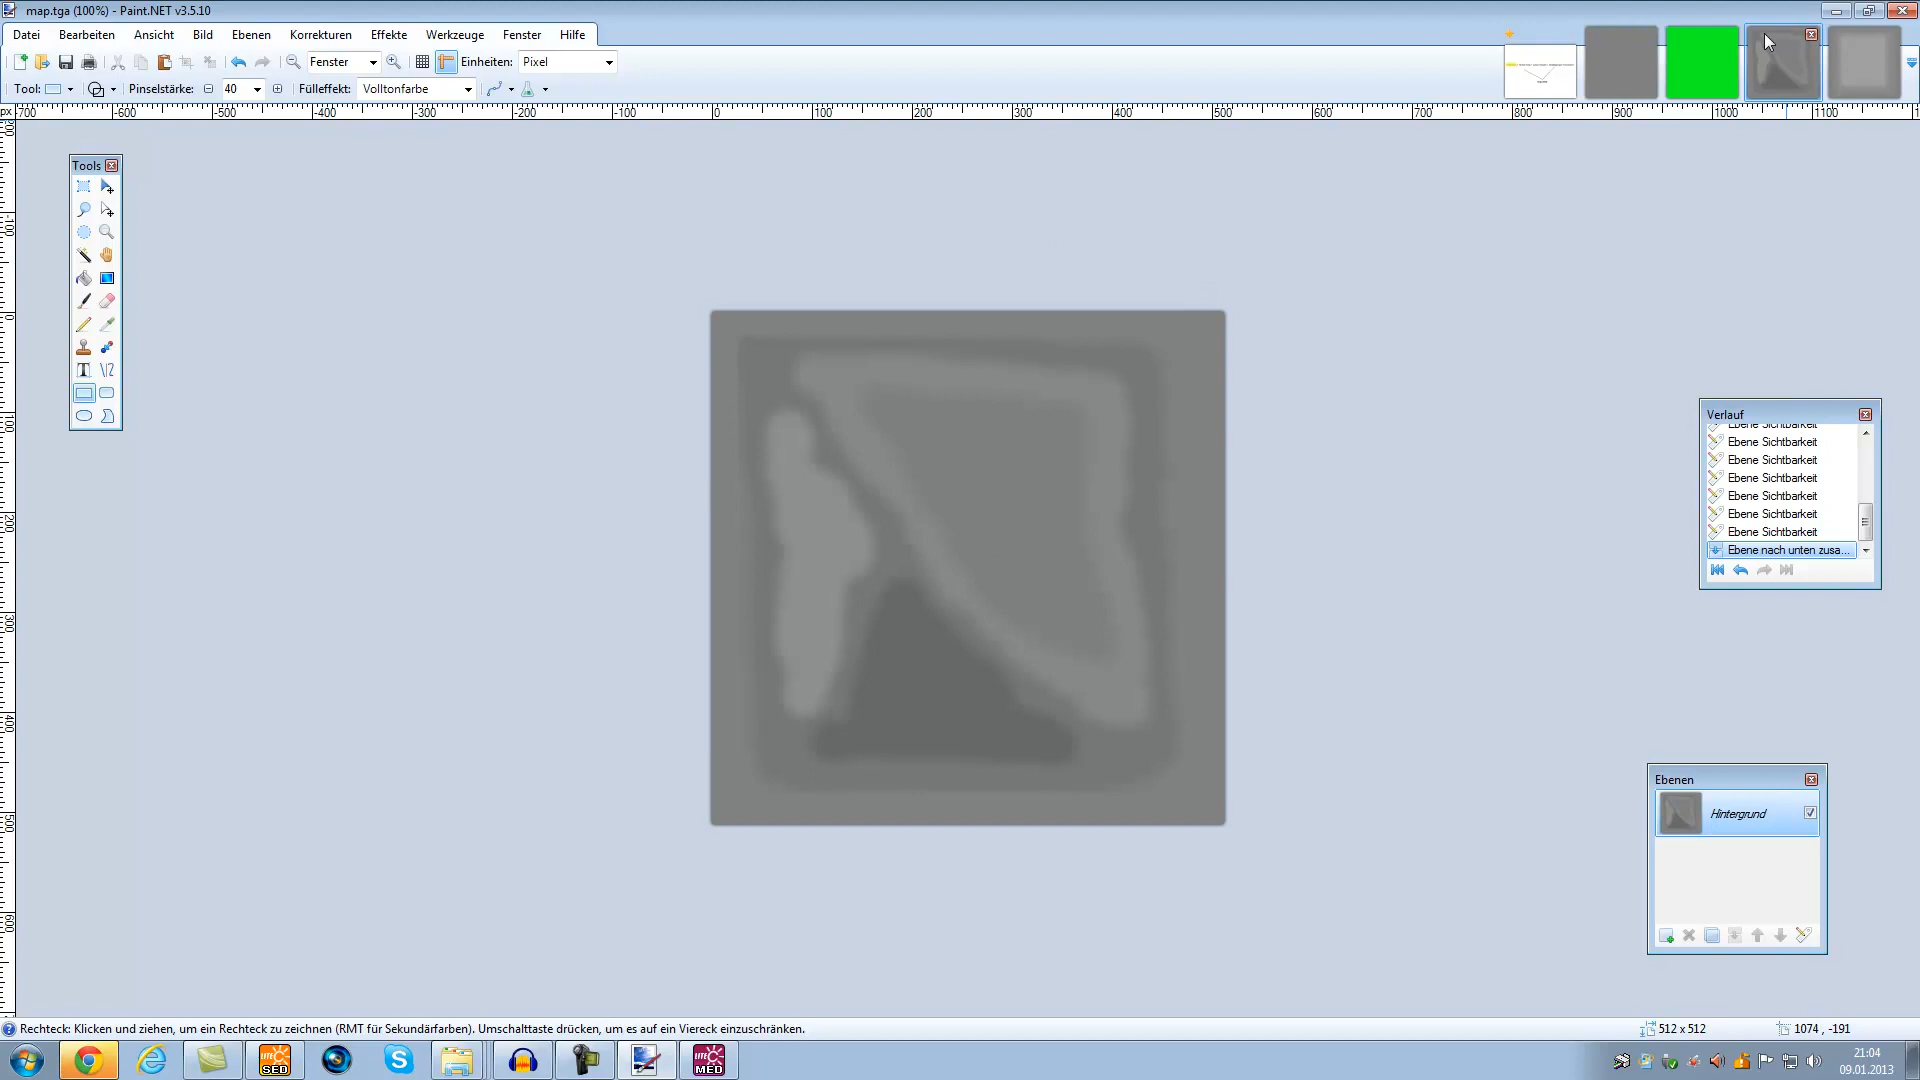 map.tga (100%) - Paint.NET v3.5.10
Datei Bearbeiten Ansicht Bild Ebenen Korrekturen Effekte Werkzeuge Fenster Hilfe
Fenster Einheiten: Pixel
Tool: Pinselstärke: 40 Fülleffekt: Volltonfarbe
px -700 -600 -500 -400 -300 -200 -100 0 100 200 300 400 500 600 700 800 900 1000 1100
Tools
Verlauf
Ebene Sichtbarkeit
Ebene Sichtbarkeit
Ebene Sichtbarkeit
Ebene Sichtbarkeit
Ebene Sichtbarkeit
Ebene Sichtbarkeit
Ebene Sichtbarkeit
Ebene nach unten zusa...
Ebenen
Hintergrund
Rechteck: Klicken und ziehen, um ein Rechteck zu zeichnen (RMT für Sekundärfarben). Umschalttaste drücken, um es auf ein Viereck einzuschränken.
512 x 512
1074 , -191
SED
MED
21:04
09.01.2013